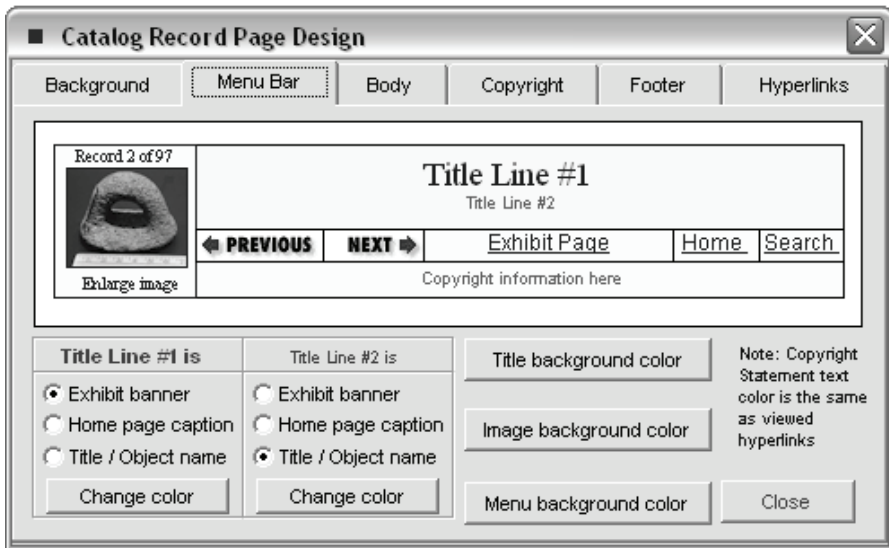 Catalog Record Page Design
Background Menu Bar Body Copyright Footer Hyperlinks
Record 2 of 97
Title Line #1
Title Line #2
PREVIOUS NEXT Exhibit Page Home Search
Enlarge image
Copyright information here
Title Line #1 is
Exhibit banner
Home page caption
Title / Object name
Change color
Title Line #2 is
Exhibit banner
Home page caption
Title / Object name
Change color
Title background color
Image background color
Menu background color
Note: Copyright
Statement text
color is the same
as viewed
hyperlinks
Close